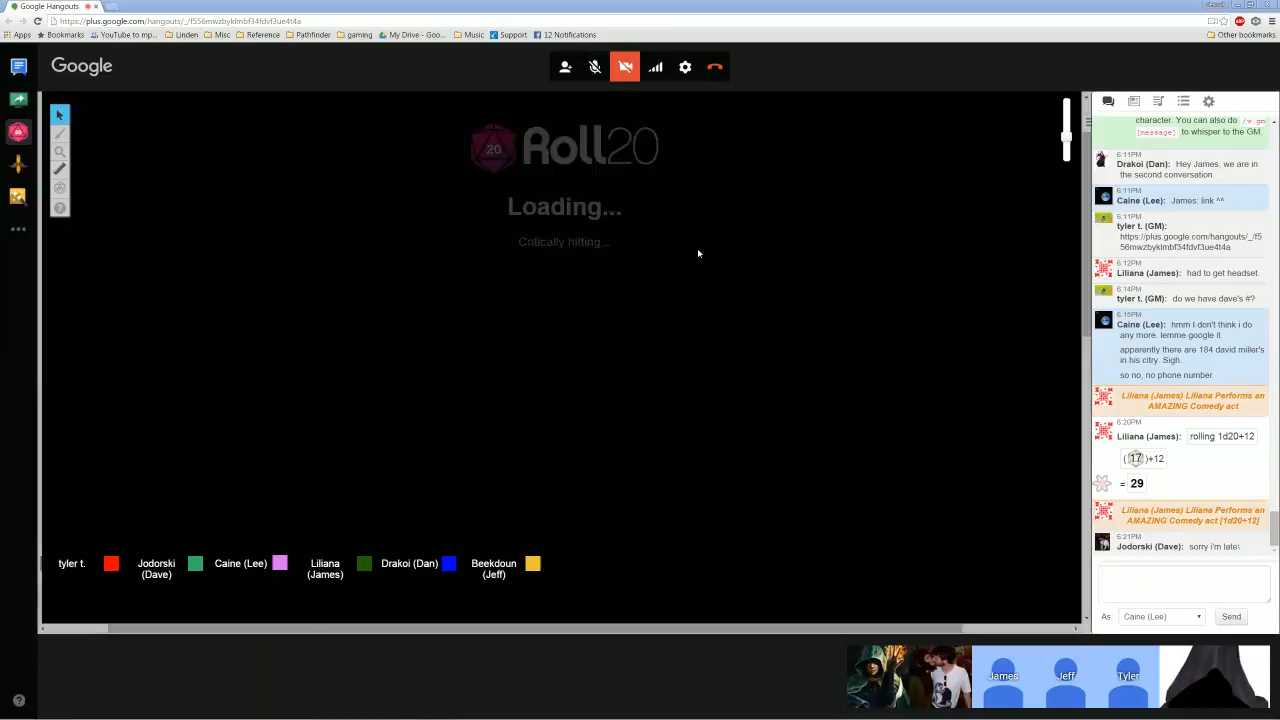 Google Hangouts
https://plus.google.com/hangouts/_/f556mwzbyklmbf34fdvf3ue4t4a
Apps Bookmarks YouTube to mp... Linden Misc Reference Pathfinder gaming My Drive - Goo... Music Support 12 Notifications Other bookmarks
Google
20 Roll20
Loading...
Critically hitting...
character. You can also do /w gm
[message] to whisper to the GM.
6:11PM
Drakoi (Dan): Hey James, we are in
the second conversation
6:11PM
Caine (Lee): James: link ^^
6:11PM
tyler t. (GM):
https://plus.google.com/hangouts/_/f5
56mwzbyklmbf34fdvf3ue4t4a
6:12PM
Liliana (James): had to get headset.
6:14PM
tyler t. (GM): do we have dave's #?
6:15PM
Caine (Lee): hmm I don't think i do
any more. lemme google it
apparently there are 184 david miller's
in his citry. Sigh.
so no, no phone number
Liliana (James) Liliana Performs an
AMAZING Comedy act
6:20PM
Liliana (James): rolling 1d20+12
(17)+12
= 29
Liliana (James) Liliana Performs an
AMAZING Comedy act [1d20+12]
6:21PM
Jodorski (Dave): sorry i'm late\
As: Caine (Lee) Send
tyler t. Jodorski (Dave) Caine (Lee) Liliana (James) Drakoi (Dan) Beekdoun (Jeff)
James Jeff Tyler